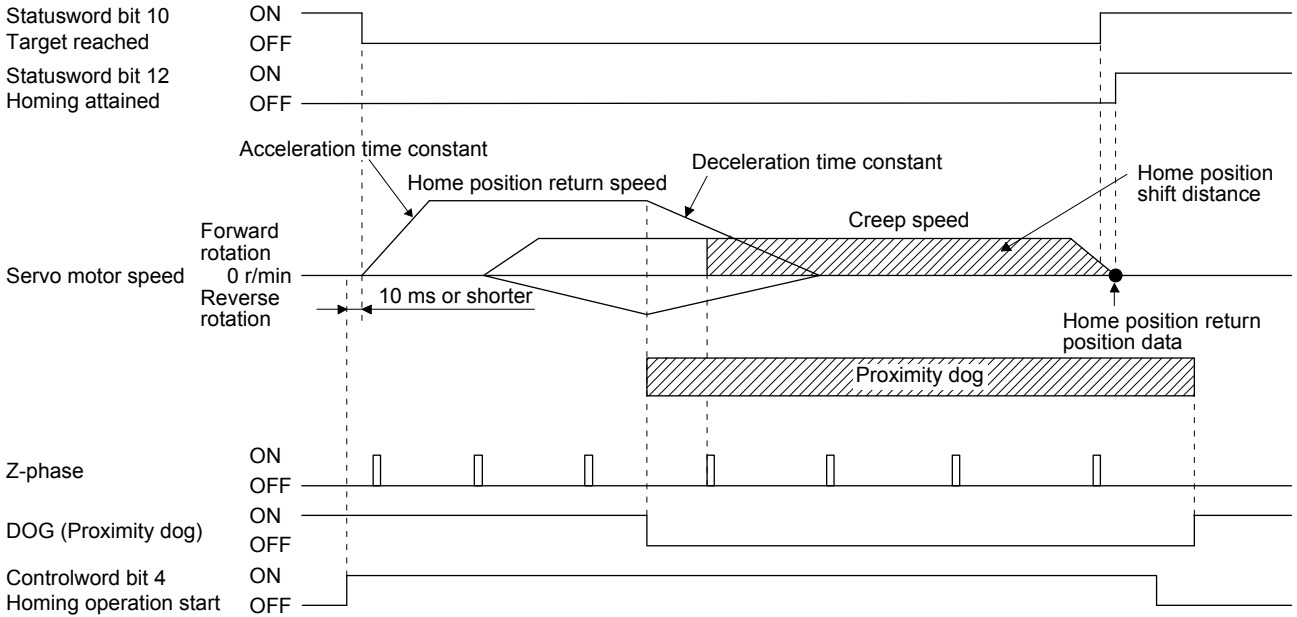 Statusword bit 10
Target reached
ON
OFF
Statusword bit 12
Homing attained
ON
OFF
Acceleration time constant
Home position return speed
Deceleration time constant
Home position
shift distance
Creep speed
Forward
rotation
Servo motor speed
0 r/min
Reverse
rotation
10 ms or shorter
Home position return
position data
Proximity dog
Z-phase
ON
OFF
DOG (Proximity dog)
ON
OFF
Controlword bit 4
Homing operation start
ON
OFF